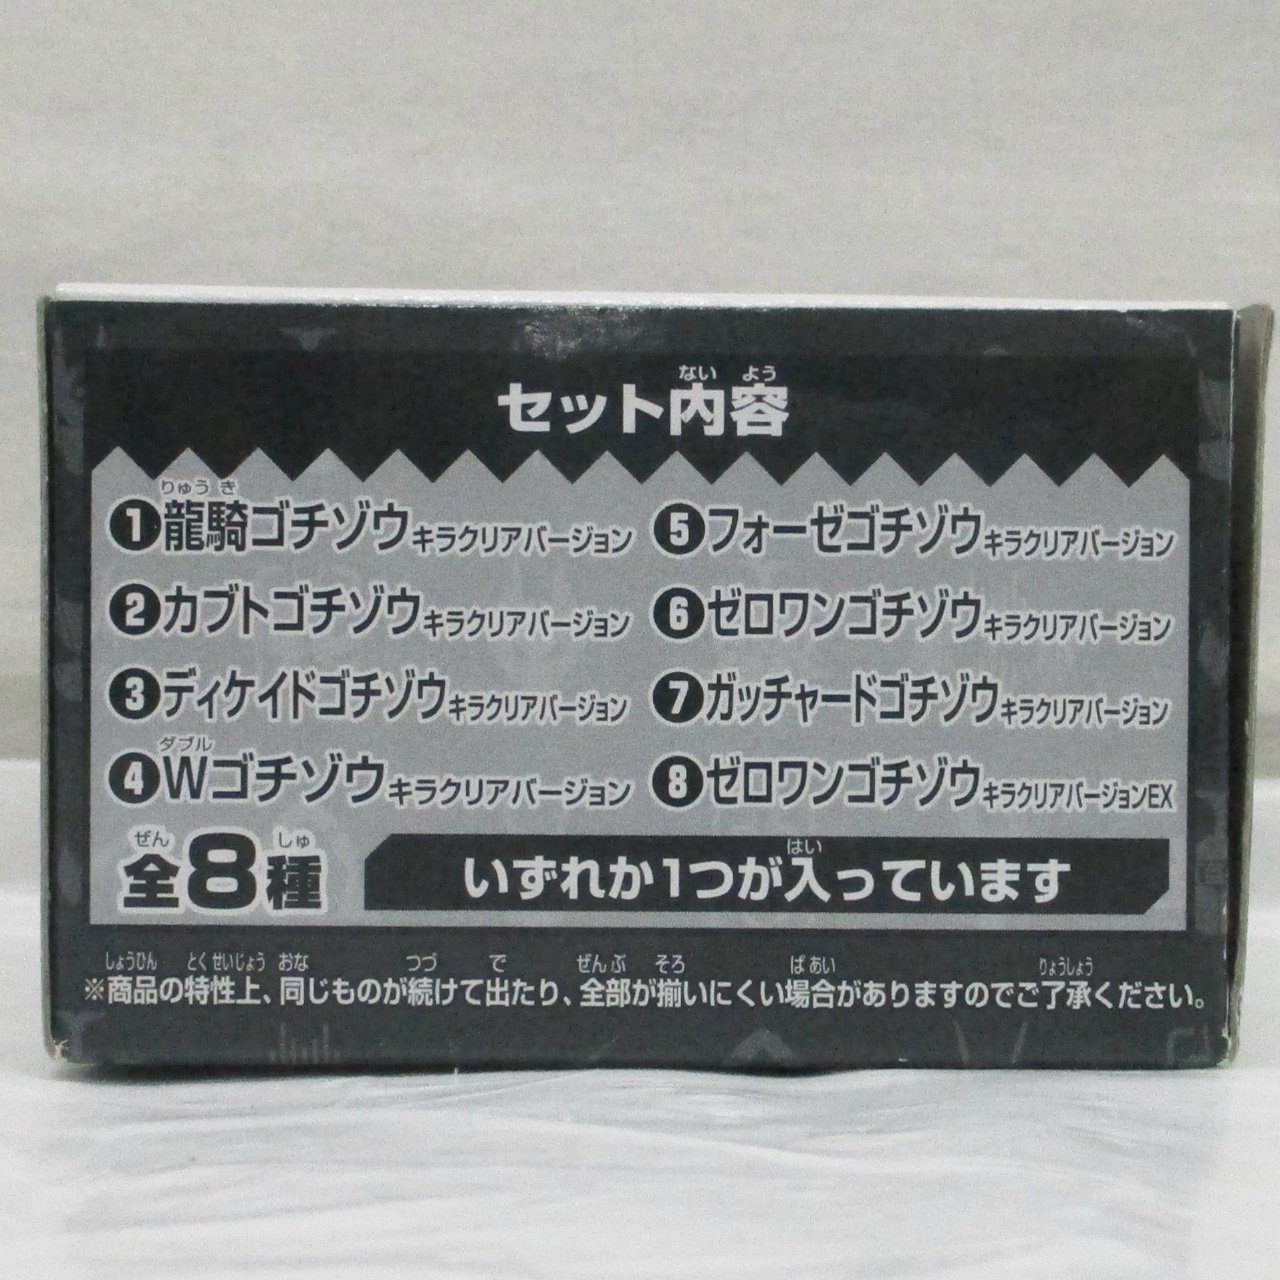 セット内容
ないよう
りゅうき
❶龍騎ゴチゾウキラクリアバージョン
❷カブトゴチゾウキラクリアバージョン
❸ディケイドゴチゾウキラクリアバージョン
ダブル
❹Wゴチゾウキラクリアバージョン
❺フォーゼゴチゾウキラクリアバージョン
❻ゼロワンゴチゾウキラクリアバージョン
❼ガッチャードゴチゾウキラクリアバージョン
❽ゼロワンゴチゾウキラクリアバージョンEX
ぜん しゅ
全8種
はい
いずれか1つが入っています
しょうひん とくせいじょう おな つづ で ぜんぶ そろ ばあい りょうしょう
※商品の特性上、同じものが続けて出たり、全部が揃いにくい場合がありますのでご了承ください。